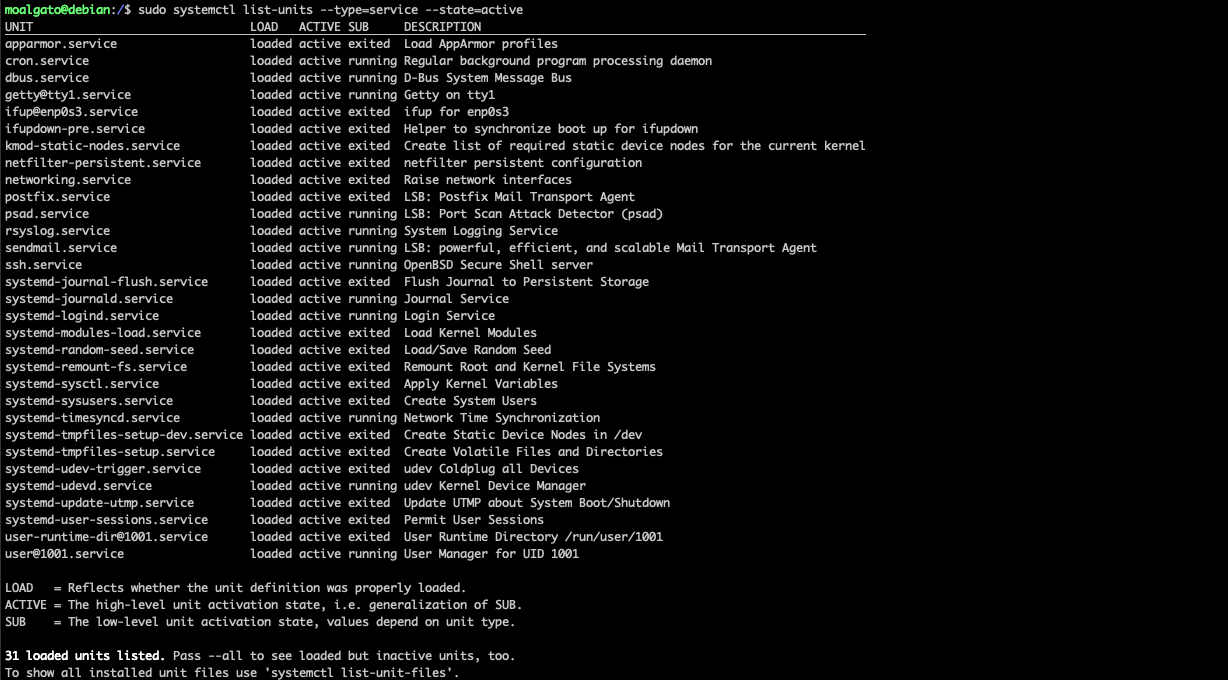 moalgato@debian:/$ sudo systemctl list-units --type=service --state=active
UNIT LOAD ACTIVE SUB DESCRIPTION
apparmor.service loaded active exited Load AppArmor profiles
cron.service loaded active running Regular background program processing daemon
dbus.service loaded active running D-Bus System Message Bus
getty@tty1.service loaded active running Getty on tty1
ifup@enp0s3.service loaded active exited ifup for enp0s3
ifupdown-pre.service loaded active exited Helper to synchronize boot up for ifupdown
kmod-static-nodes.service loaded active exited Create list of required static device nodes for the current kernel
netfilter-persistent.service loaded active exited netfilter persistent configuration
networking.service loaded active exited Raise network interfaces
postfix.service loaded active exited LSB: Postfix Mail Transport Agent
psad.service loaded active running LSB: Port Scan Attack Detector (psad)
rsyslog.service loaded active running System Logging Service
sendmail.service loaded active running LSB: powerful, efficient, and scalable Mail Transport Agent
ssh.service loaded active running OpenBSD Secure Shell server
systemd-journal-flush.service loaded active exited Flush Journal to Persistent Storage
systemd-journald.service loaded active running Journal Service
systemd-logind.service loaded active running Login Service
systemd-modules-load.service loaded active exited Load Kernel Modules
systemd-random-seed.service loaded active exited Load/Save Random Seed
systemd-remount-fs.service loaded active exited Remount Root and Kernel File Systems
systemd-sysctl.service loaded active exited Apply Kernel Variables
systemd-sysusers.service loaded active exited Create System Users
systemd-timesyncd.service loaded active running Network Time Synchronization
systemd-tmpfiles-setup-dev.service loaded active exited Create Static Device Nodes in /dev
systemd-tmpfiles-setup.service loaded active exited Create Volatile Files and Directories
systemd-udev-trigger.service loaded active exited udev Coldplug all Devices
systemd-udevd.service loaded active running udev Kernel Device Manager
systemd-update-utmp.service loaded active exited Update UTMP about System Boot/Shutdown
systemd-user-sessions.service loaded active exited Permit User Sessions
user-runtime-dir@1001.service loaded active exited User Runtime Directory /run/user/1001
user@1001.service loaded active running User Manager for UID 1001
LOAD = Reflects whether the unit definition was properly loaded.
ACTIVE = The high-level unit activation state, i.e. generalization of SUB.
SUB = The low-level unit activation state, values depend on unit type.
31 loaded units listed. Pass --all to see loaded but inactive units, too.
To show all installed unit files use 'systemctl list-unit-files'.